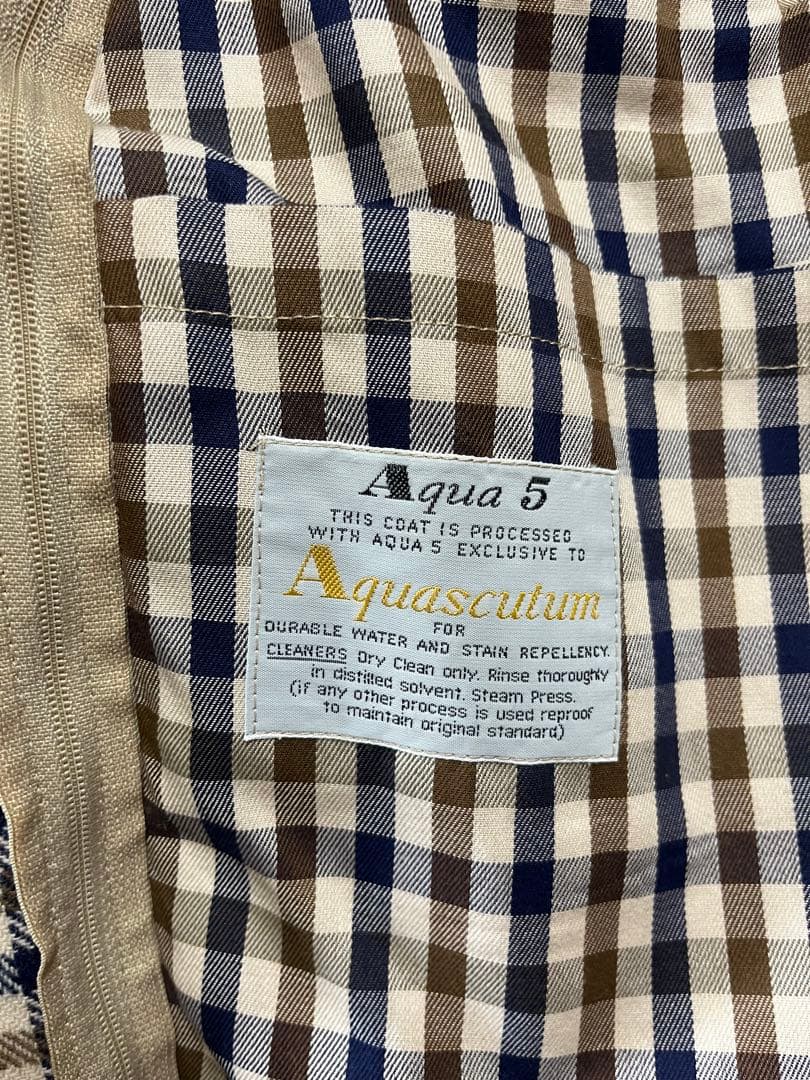 Aqua 5
THIS COAT IS PROCESSED
WITH AQUA 5 EXCLUSIVE TO
Aquascutum
FOR
DURABLE WATER AND STAIN REPELLENCY.
CLEANERS Dry Clean only. Rinse thoroughly
in distilled solvent. Steam Press.
(if any other process is used reproof
to maintain original standard)